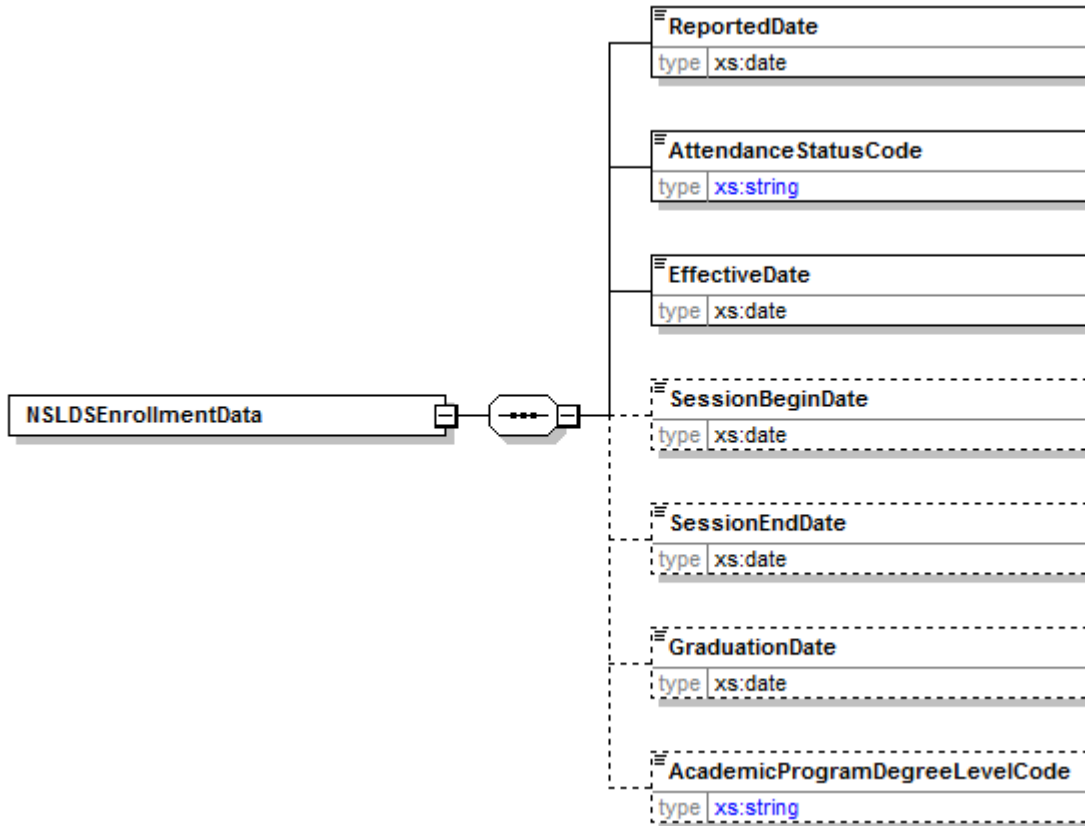 ReportedDate
type xs:date
AttendanceStatusCode
type xs:string
EffectiveDate
type xs:date
NSLDSEnrollmentData
SessionBeginDate
type xs:date
SessionEndDate
type xs:date
GraduationDate
type xs:date
AcademicProgramDegreeLevelCode
type xs:string